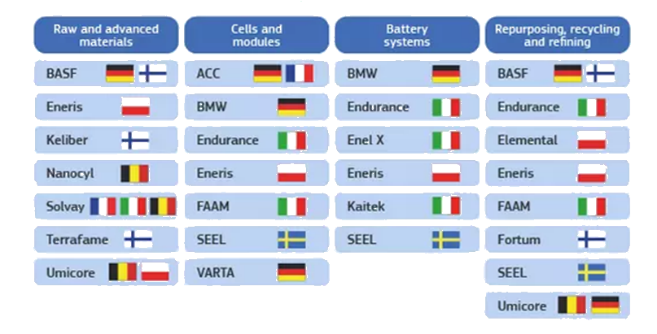 Raw and advanced
materials
BASF
Eneris
Keliber
Nanocyl
Solvay
Terrafame
Umicore
Cells and
modules
ACC
BMW
Endurance
Eneris
FAAM
SEEL
VARTA
Battery
systems
BMW
Endurance
Enel X
Eneris
Kaitek
SEEL
Repurposing, recycling
and refining
BASF
Endurance
Elemental
Eneris
FAAM
Fortum
SEEL
Umicore